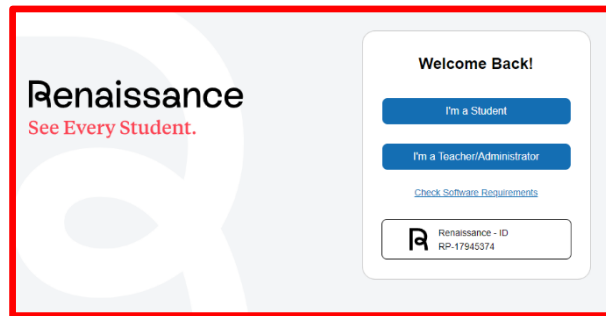 Renaissance
See Every Student.
Welcome Back!
I'm a Student
I'm a Teacher/Administrator
Check Software Requirements
Renaissance - ID
RP-17945374